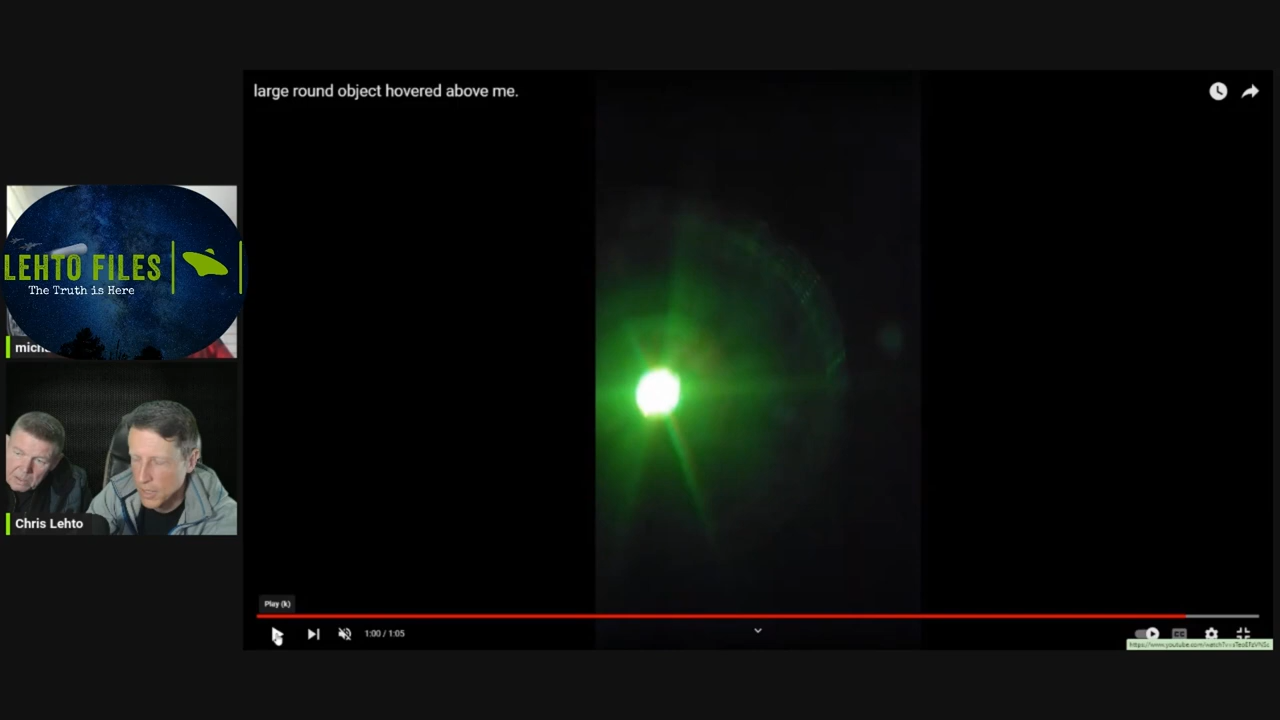 large round object hovered above me.
LEHTO FILES
The Truth is Here
Chris Lehto
Play (k)
1:00 / 1:05
CC